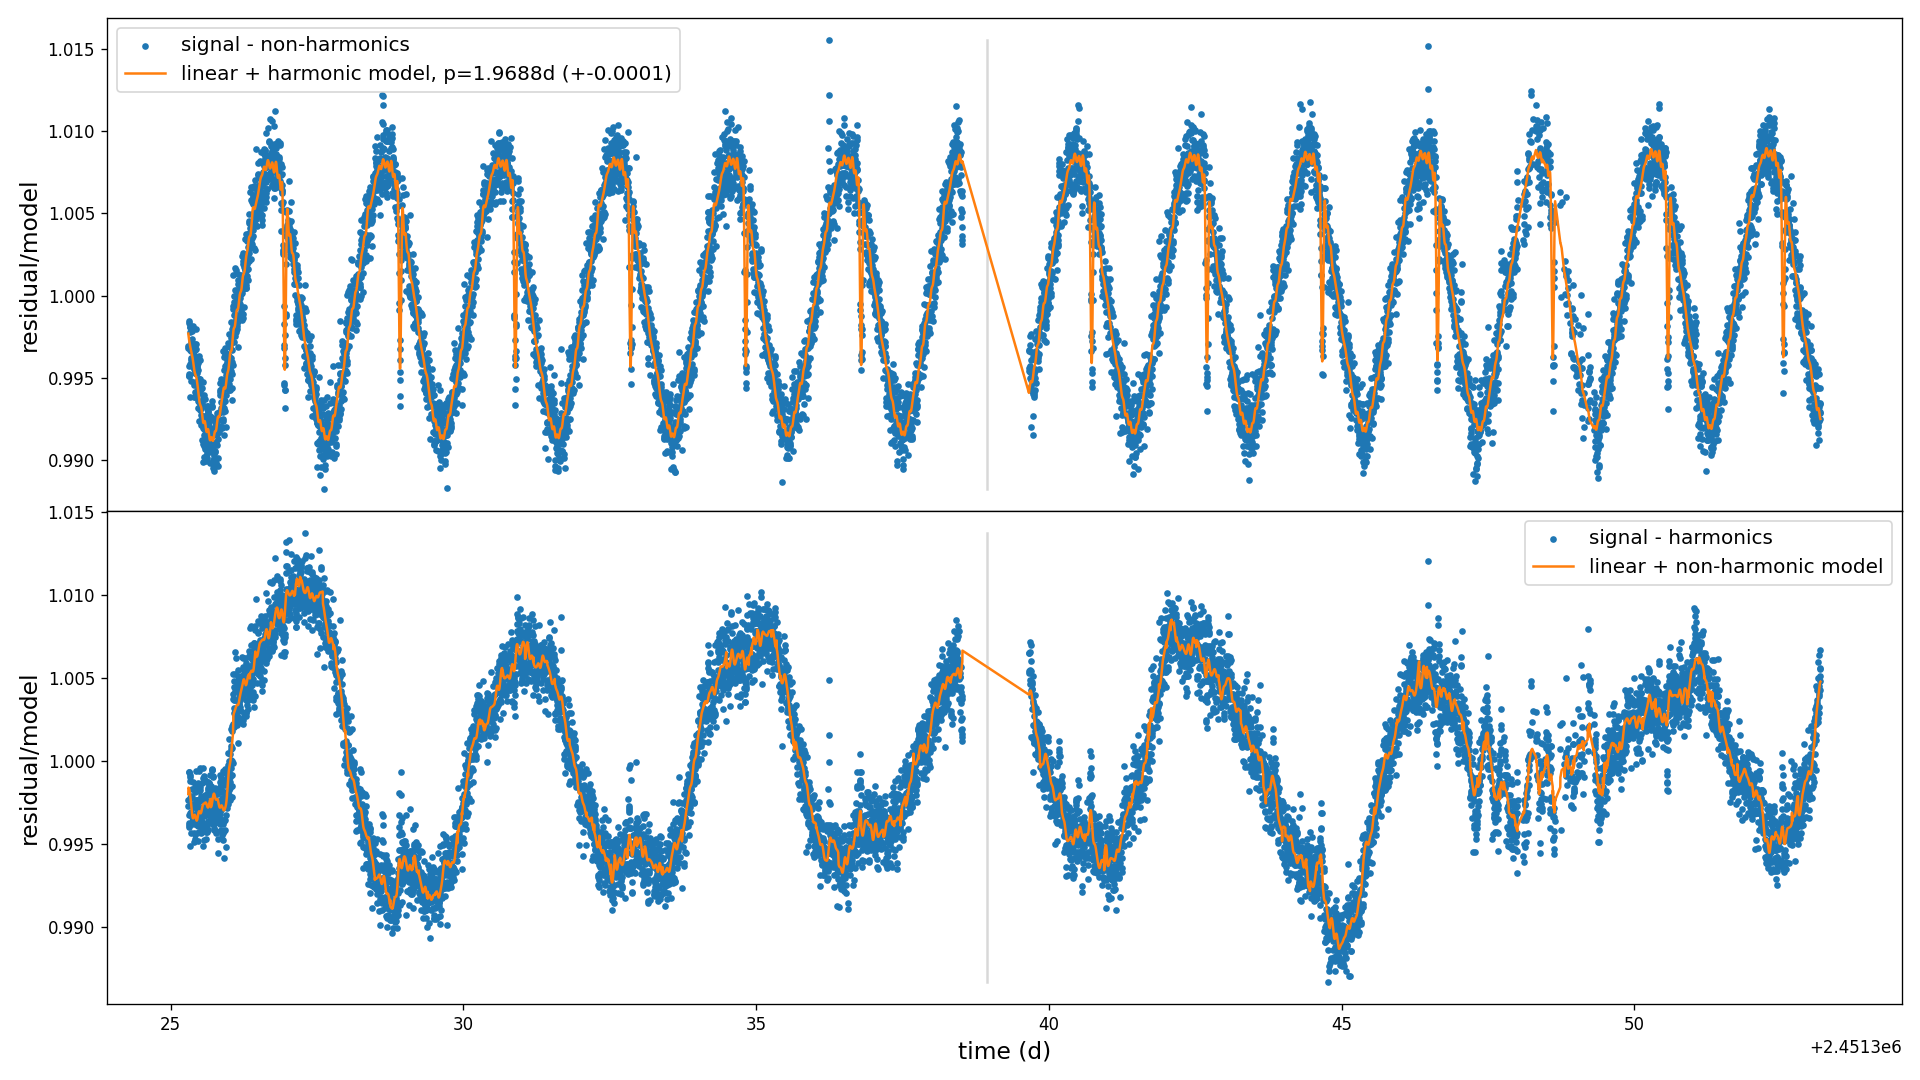 signal - non-harmonics
linear + harmonic model, p=1.9688d (+-0.0001)
residual/model
1.015
1.010
1.005
1.000
0.995
0.990
signal - harmonics
linear + non-harmonic model
residual/model
1.015
1.010
1.005
1.000
0.995
0.990
25
30
35
40
45
50
time (d)
+2.4513e6